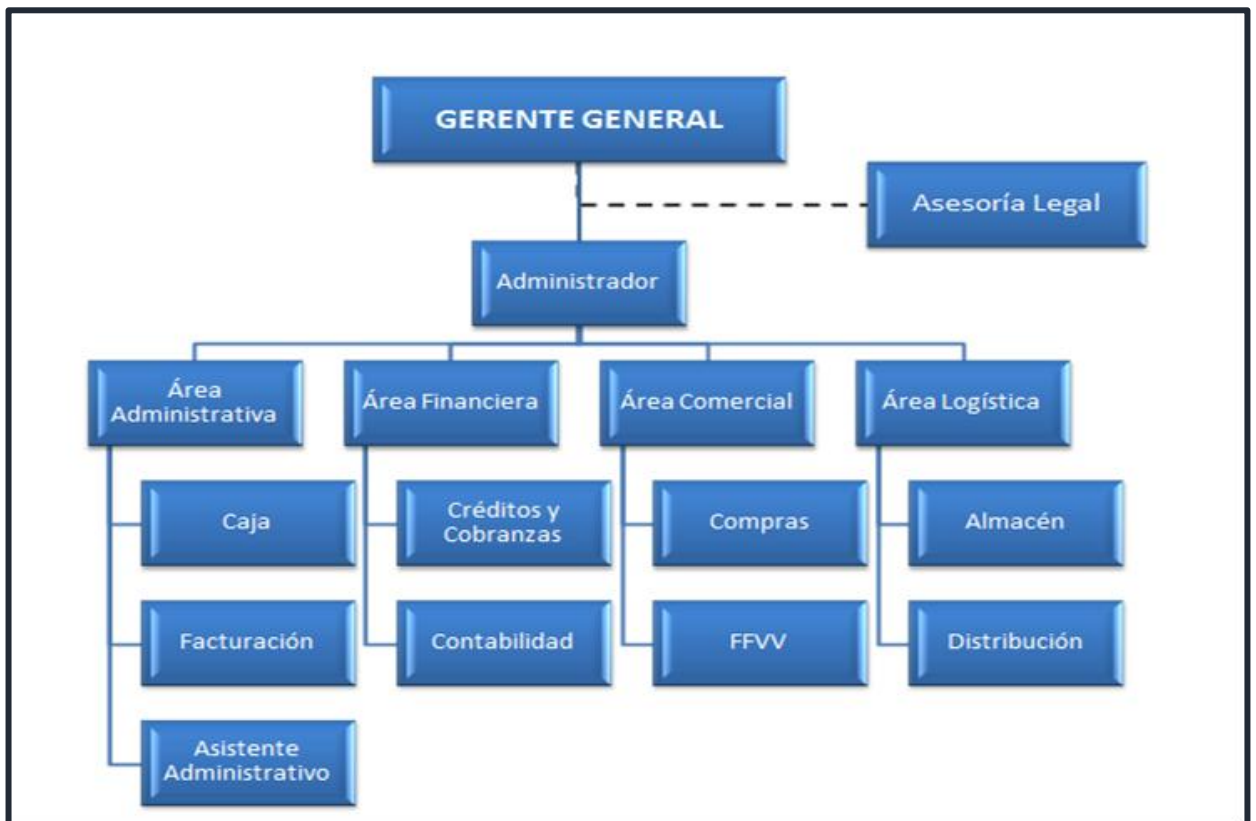 GERENTE GENERAL
Asesoría Legal
Administrador
Área
Administrativa
Área Financiera
Área Comercial
Área Logística
Caja
Créditos y
Cobranzas
Compras
Almacén
Facturación
Contabilidad
FFVV
Distribución
Asistente
Administrativo